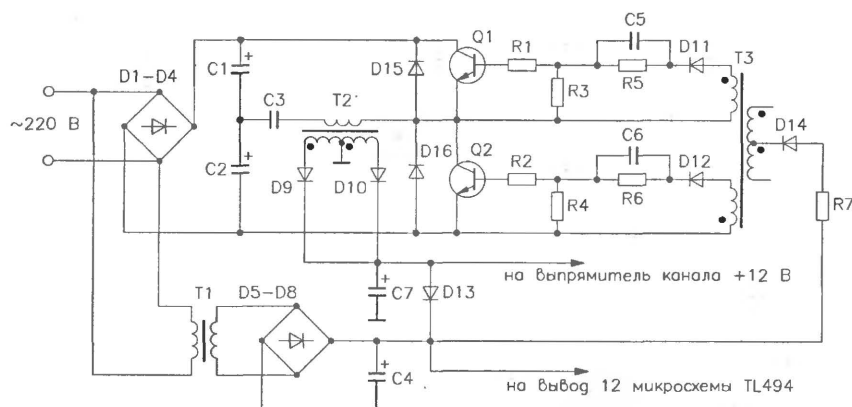 C5
Q1
R1
D11
T3
D1–D4
C1
D15
R5
C3
T2
R3
D14
~220 В
Q2
C6
D16
R2
D12
C2
D9
D10
R6
R4
R7
на выпрямитель канала +12 В
T1
D5–D8
C7
D13
C4
на вывод 12 микросхемы TL494